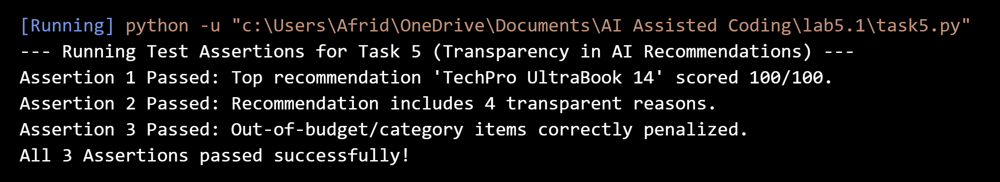 [Running] python -u "c:\Users\Afrid\OneDrive\Documents\AI Assisted Coding\lab5.1\task5.py"
--- Running Test Assertions for Task 5 (Transparency in AI Recommendations) ---
Assertion 1 Passed: Top recommendation 'TechPro UltraBook 14' scored 100/100.
Assertion 2 Passed: Recommendation includes 4 transparent reasons.
Assertion 3 Passed: Out-of-budget/category items correctly penalized.
All 3 Assertions passed successfully!